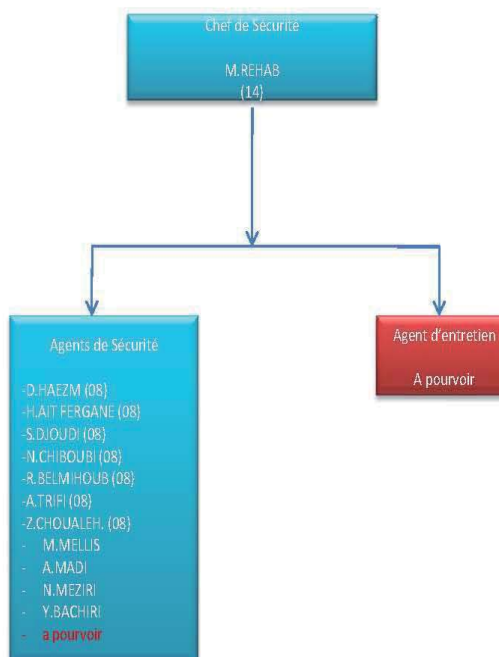 Chef de Sécurité
M.REHAB
(14)
Agents de Sécurité
-D.HAEZM (08)
-H.AIT FERGANE (08)
-S.DJOUDI (08)
-N.CHIBOUBI (08)
-R.BELMIHOUB (08)
-A.TRIFI (08)
-Z.CHOUALEH. (08)
- M.MELLIS
- A.MADI
- N.MEZIRI
- Y.BACHIRI
- a pourvoir
Agent d'entretien
A pourvoir